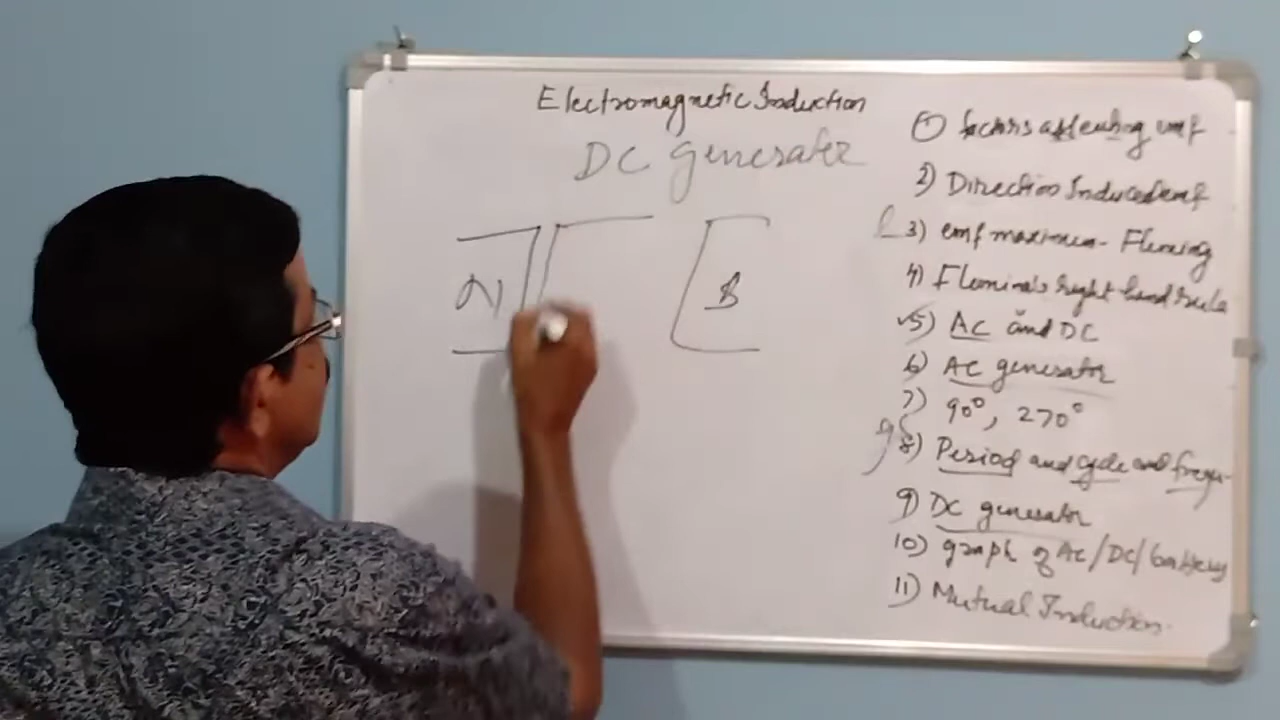 Electromagnetic Induction
DC generator
N
S
1) factors affecting emf
2) Direction Induced emf
3) emf maximum - Fleming
4) Fleming's right hand rule
5) AC and DC
6) AC generator
7) 90°, 270°
8) Period and cycle and frequ-
9) DC generator
10) graph of AC/DC/battery
11) Mutual Induction.